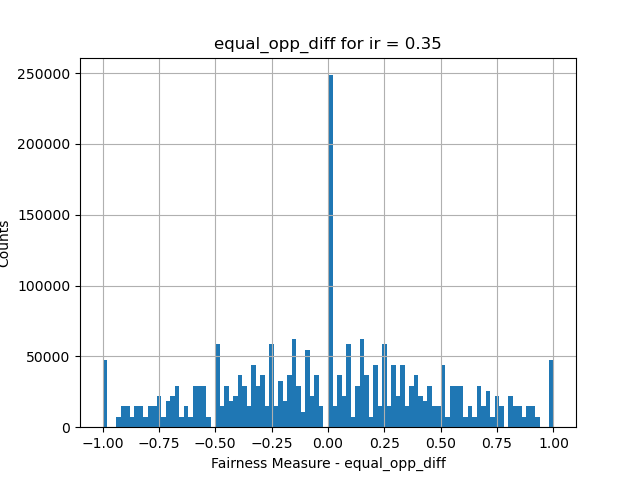 equal_opp_diff for ir = 0.35
250000
200000
150000
100000
50000
0
Counts
−1.00 −0.75 −0.50 −0.25 0.00 0.25 0.50 0.75 1.00
Fairness Measure - equal_opp_diff